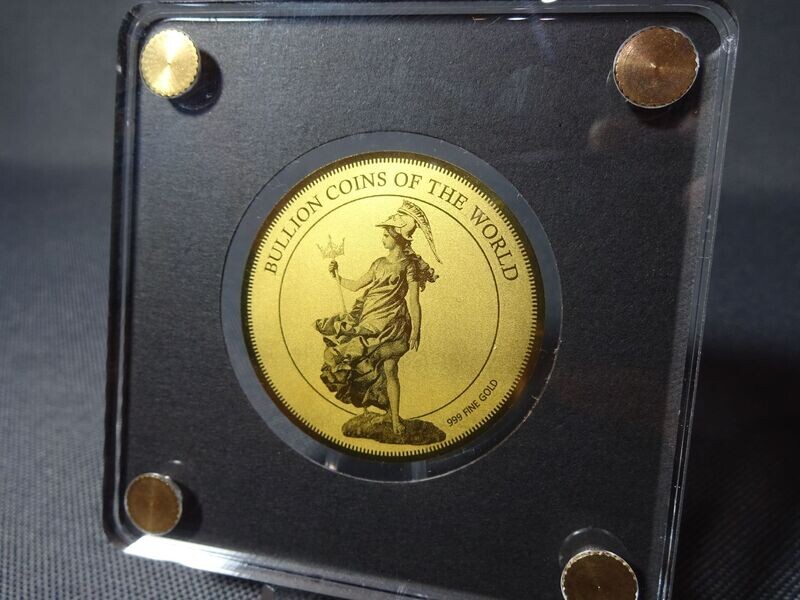 BULLION COINS OF THE WORLD
999 FINE GOLD